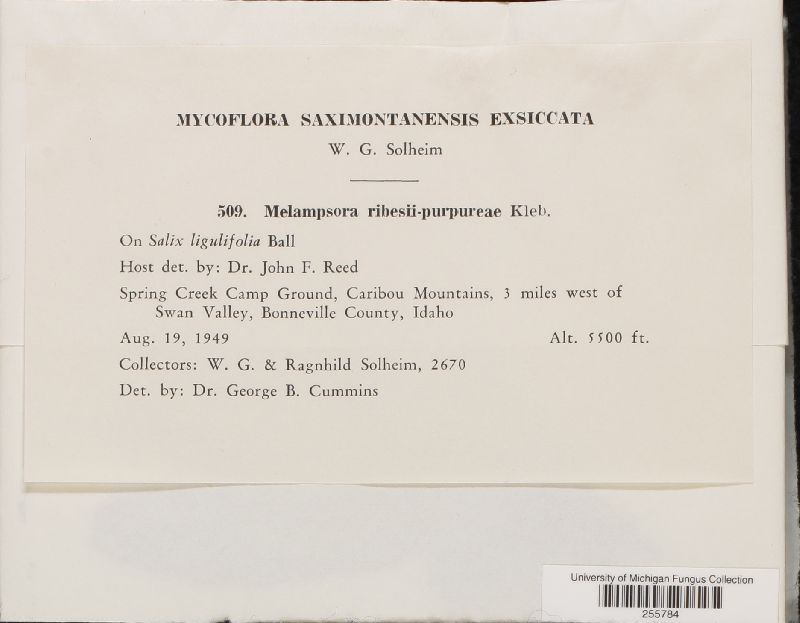 MYCOFLORA SAXIMONTANENSIS EXSICCATA
W. G. Solheim
509. Melampsora ribesii-purpureae Kleb.
On Salix ligulifolia Ball
Host det. by: Dr. John F. Reed
Spring Creek Camp Ground, Caribou Mountains, 3 miles west of
Swan Valley, Bonneville County, Idaho
Aug. 19, 1949 Alt. 5500 ft.
Collectors: W. G. & Ragnhild Solheim, 2670
Det. by: Dr. George B. Cummins
University of Michigan Fungus Collection
255784